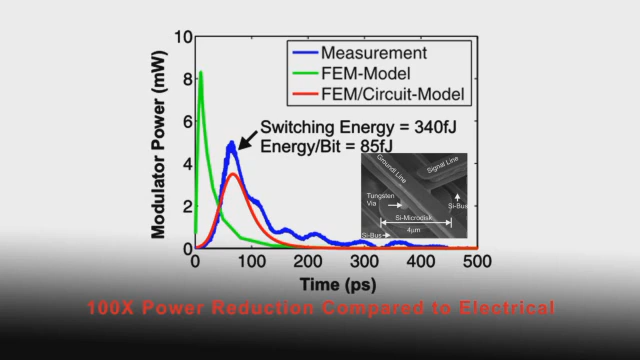 10
8
6
4
2
0
Modulator Power (mW)
Measurement
FEM-Model
FEM/Circuit-Model
Switching Energy = 340fJ
Energy/Bit = 85fJ
Ground Line
Signal Line
Tungsten
Via
Si-Bus
Si-Microdisk
4μm
Si-Bus
0 100 200 300 400 500
Time (ps)
100X Power Reduction Compared to Electrical